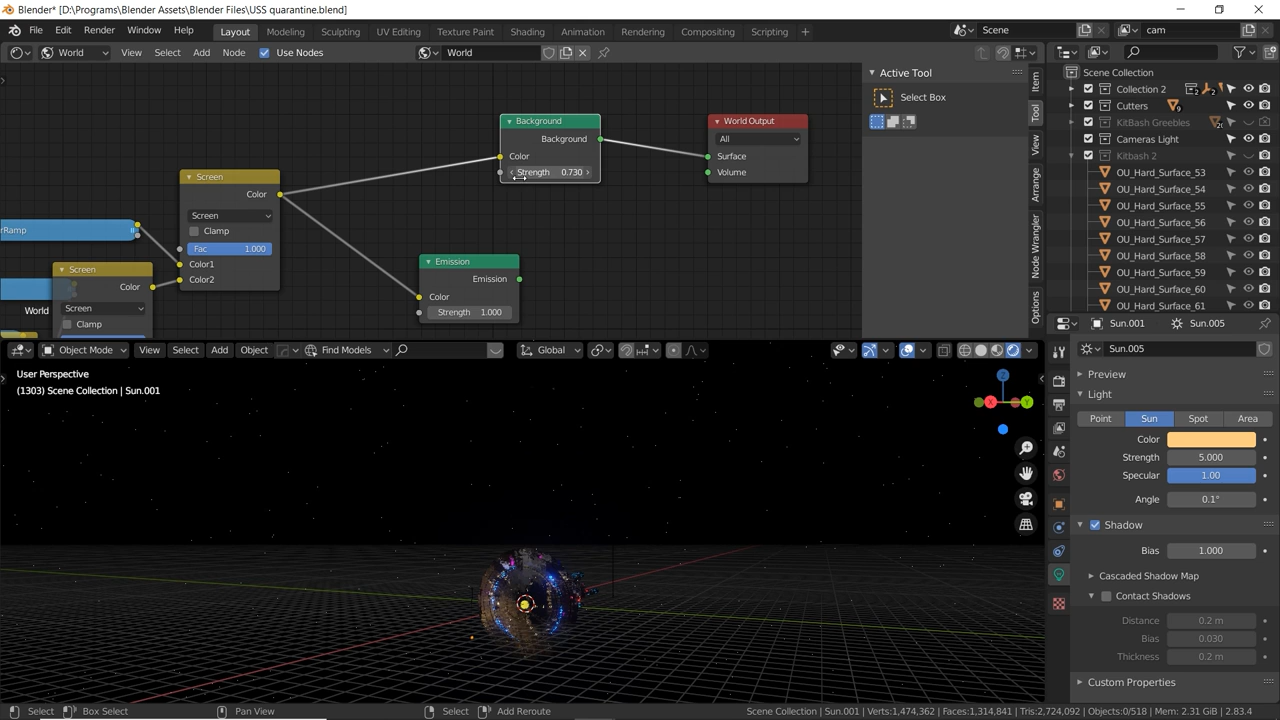 Blender* [D:\Programs\Blender Assets\Blender Files\USS quarantine.blend]
File Edit Render Window Help Layout Modeling Sculpting UV Editing Texture Paint Shading Animation Rendering Compositing Scripting + Scene cam
World View Select Add Node Use Nodes World
Active Tool
Select Box
Item
Tool
View
Arrange
Node Wrangler
Options
Background
Background
Color
Strength 0.730
World Output
All
Surface
Volume
Screen
Color
Screen
Clamp
Fac 1.000
Color1
Color2
rRamp
Screen
Color
Screen
Clamp
World
Emission
Emission
Color
Strength 1.000
Scene Collection
Collection 2 2 2
Cutters 9
KitBash Greebles
Cameras Light
Kitbash 2
OU_Hard_Surface_53
OU_Hard_Surface_54
OU_Hard_Surface_55
OU_Hard_Surface_56
OU_Hard_Surface_57
OU_Hard_Surface_58
OU_Hard_Surface_59
OU_Hard_Surface_60
OU_Hard_Surface_61
Object Mode View Select Add Object Find Models Global
User Perspective
(1303) Scene Collection | Sun.001
Z
X
Y
Sun.001 Sun.005
Sun.005
Preview
Light
Point Sun Spot Area
Color
Strength 5.000
Specular 1.00
Angle 0.1°
Shadow
Bias 1.000
Cascaded Shadow Map
Contact Shadows
Distance 0.2 m
Bias 0.030
Thickness 0.2 m
Custom Properties
Select Box Select Pan View Select Add Reroute Scene Collection | Sun.001 | Verts:1,474,362 | Faces:1,314,841 | Tris:2,724,092 | Objects:0/518 | Mem: 2.31 GiB | 2.83.4